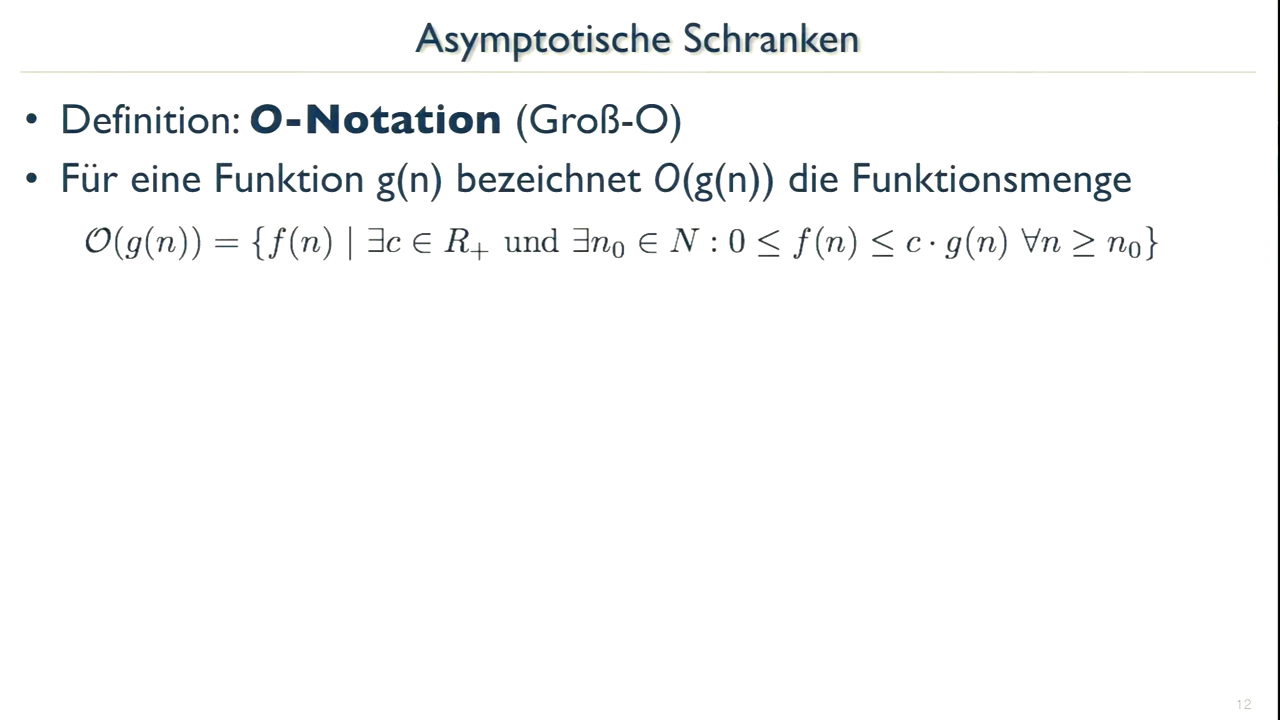 Asymptotische Schranken
• Definition: O-Notation (Groß-O)
• Für eine Funktion g(n) bezeichnet O(g(n)) die Funktionsmenge
𝒪(g(n)) = {f(n) | ∃c ∈ R₊ und ∃n₀ ∈ N : 0 ≤ f(n) ≤ c · g(n) ∀n ≥ n₀}
12